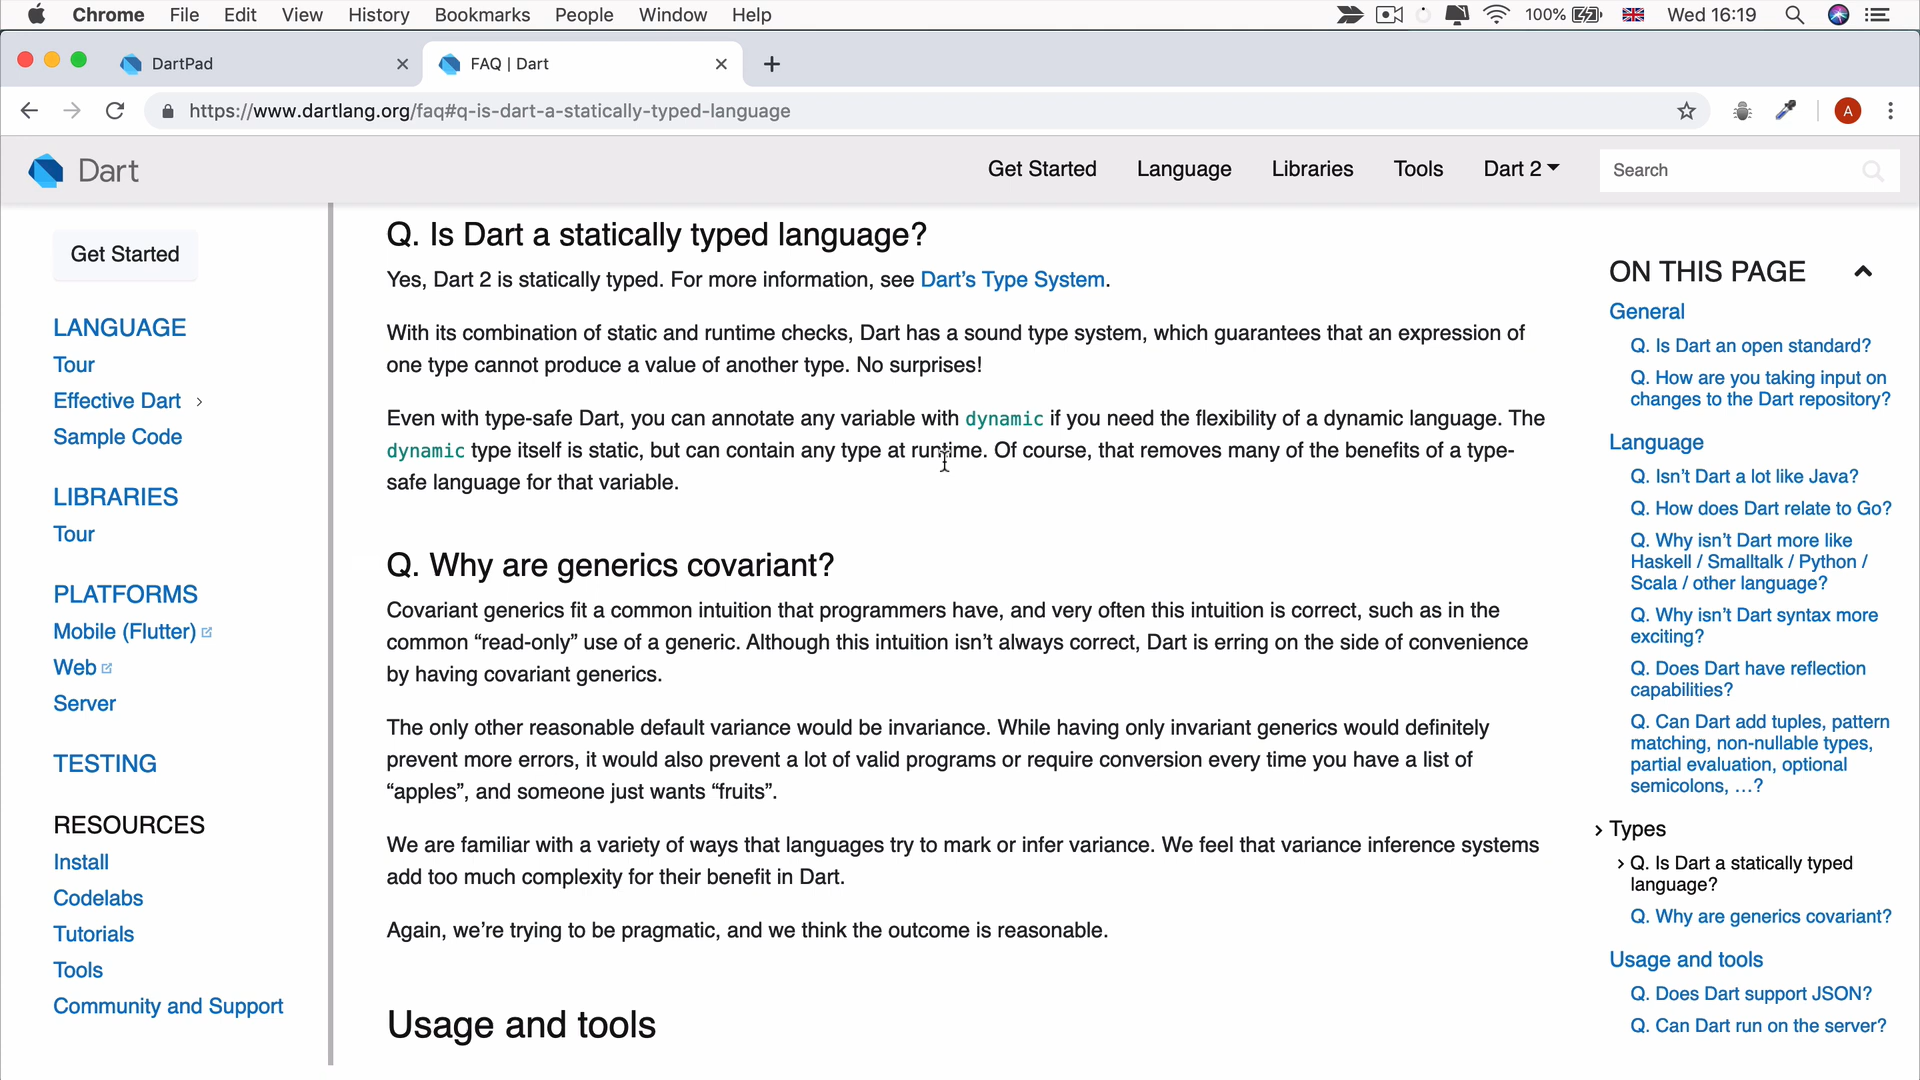 Chrome File Edit View History Bookmarks People Window Help 100% Wed 16:19
DartPad FAQ | Dart
https://www.dartlang.org/faq#q-is-dart-a-statically-typed-language A
Dart Get Started Language Libraries Tools Dart 2 Search
Get Started
LANGUAGE
Tour
Effective Dart
Sample Code
LIBRARIES
Tour
PLATFORMS
Mobile (Flutter)
Web
Server
TESTING
RESOURCES
Install
Codelabs
Tutorials
Tools
Community and Support
Q. Is Dart a statically typed language?
Yes, Dart 2 is statically typed. For more information, see Dart’s Type System.
With its combination of static and runtime checks, Dart has a sound type system, which guarantees that an expression of
one type cannot produce a value of another type. No surprises!
Even with type-safe Dart, you can annotate any variable with dynamic if you need the flexibility of a dynamic language. The
dynamic type itself is static, but can contain any type at runtime. Of course, that removes many of the benefits of a type-
safe language for that variable.
Q. Why are generics covariant?
Covariant generics fit a common intuition that programmers have, and very often this intuition is correct, such as in the
common “read-only” use of a generic. Although this intuition isn’t always correct, Dart is erring on the side of convenience
by having covariant generics.
The only other reasonable default variance would be invariance. While having only invariant generics would definitely
prevent more errors, it would also prevent a lot of valid programs or require conversion every time you have a list of
“apples”, and someone just wants “fruits”.
We are familiar with a variety of ways that languages try to mark or infer variance. We feel that variance inference systems
add too much complexity for their benefit in Dart.
Again, we’re trying to be pragmatic, and we think the outcome is reasonable.
Usage and tools
ON THIS PAGE
General
Q. Is Dart an open standard?
Q. How are you taking input on
changes to the Dart repository?
Language
Q. Isn’t Dart a lot like Java?
Q. How does Dart relate to Go?
Q. Why isn’t Dart more like
Haskell / Smalltalk / Python /
Scala / other language?
Q. Why isn’t Dart syntax more
exciting?
Q. Does Dart have reflection
capabilities?
Q. Can Dart add tuples, pattern
matching, non-nullable types,
partial evaluation, optional
semicolons, …?
Types
Q. Is Dart a statically typed
language?
Q. Why are generics covariant?
Usage and tools
Q. Does Dart support JSON?
Q. Can Dart run on the server?